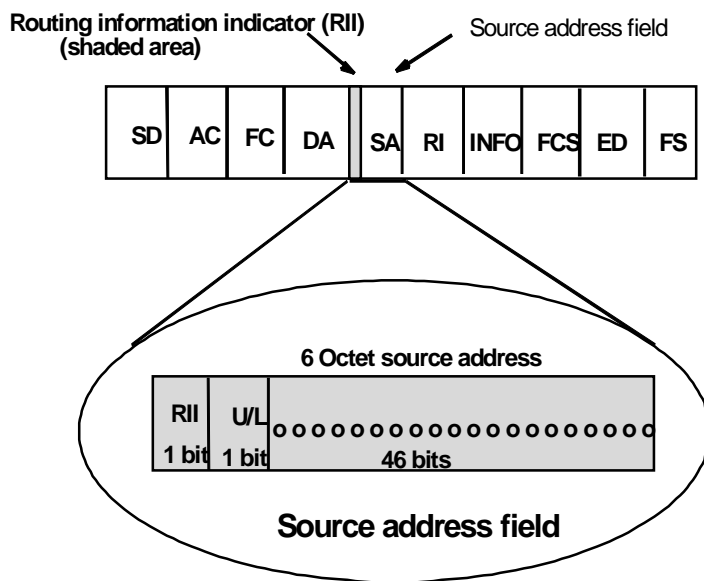 Routing information indicator (RII)
(shaded area)
Source address field
SD AC FC DA SA RI INFO FCS ED FS
6 Octet source address
RII U/L o o o o o o o o o o o o o o o o o o o o
1 bit 1 bit 46 bits
Source address field